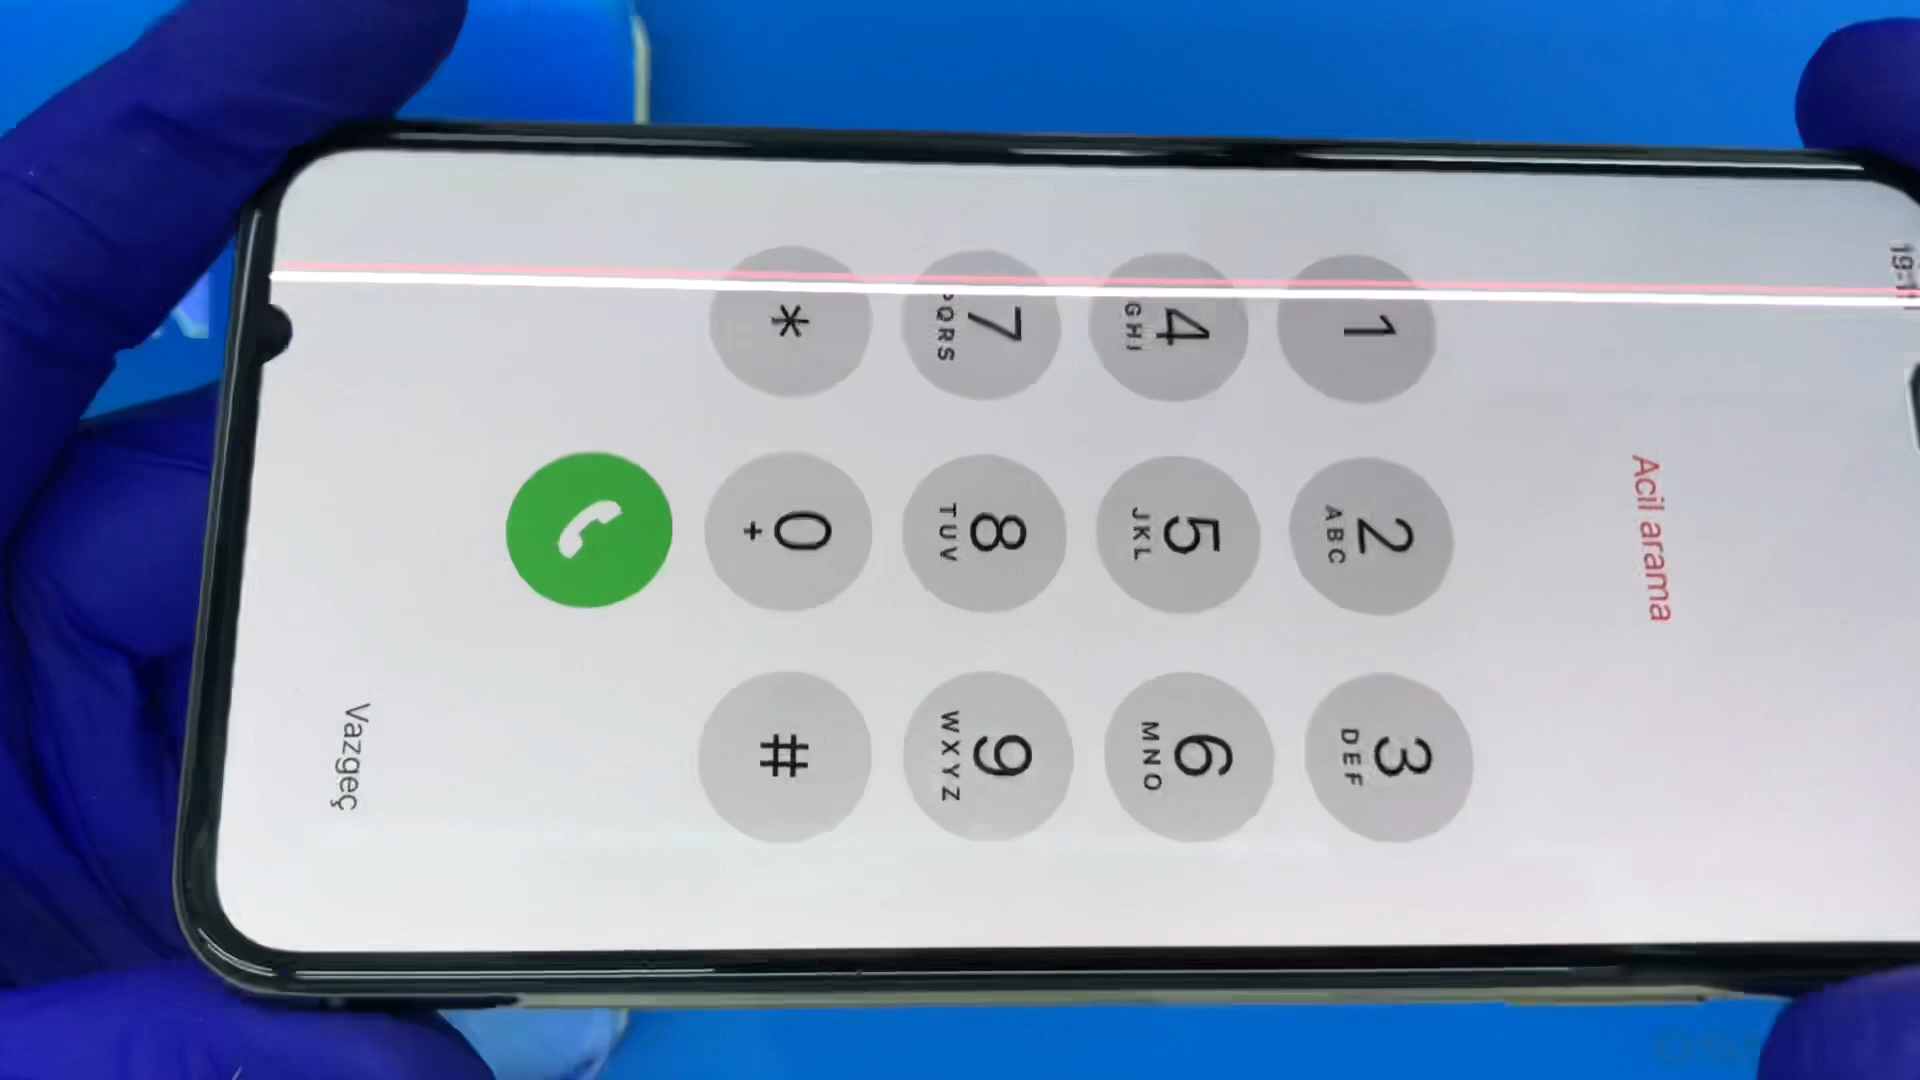 Acil arama
1
2
ABC
3
DEF
4
GHI
5
JKL
6
MNO
7
PQRS
8
TUV
9
WXYZ
*
0
+
#
Vazgeç